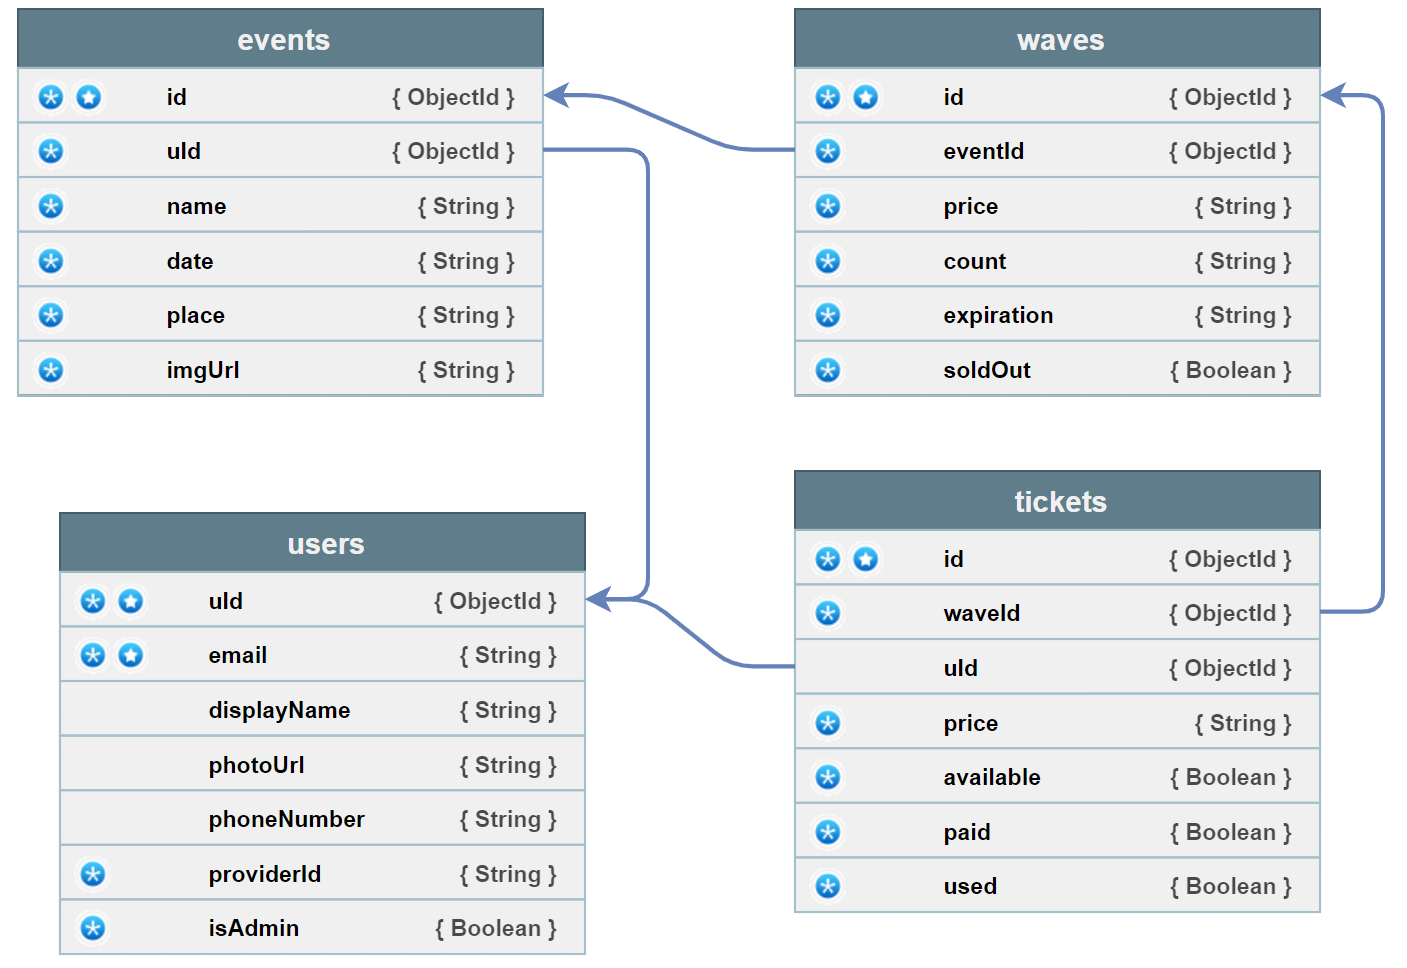 events
id { ObjectId }
uId { ObjectId }
name { String }
date { String }
place { String }
imgUrl { String }
waves
id { ObjectId }
eventId { ObjectId }
price { String }
count { String }
expiration { String }
soldOut { Boolean }
users
uId { ObjectId }
email { String }
displayName { String }
photoUrl { String }
phoneNumber { String }
providerId { String }
isAdmin { Boolean }
tickets
id { ObjectId }
waveId { ObjectId }
uId { ObjectId }
price { String }
available { Boolean }
paid { Boolean }
used { Boolean }